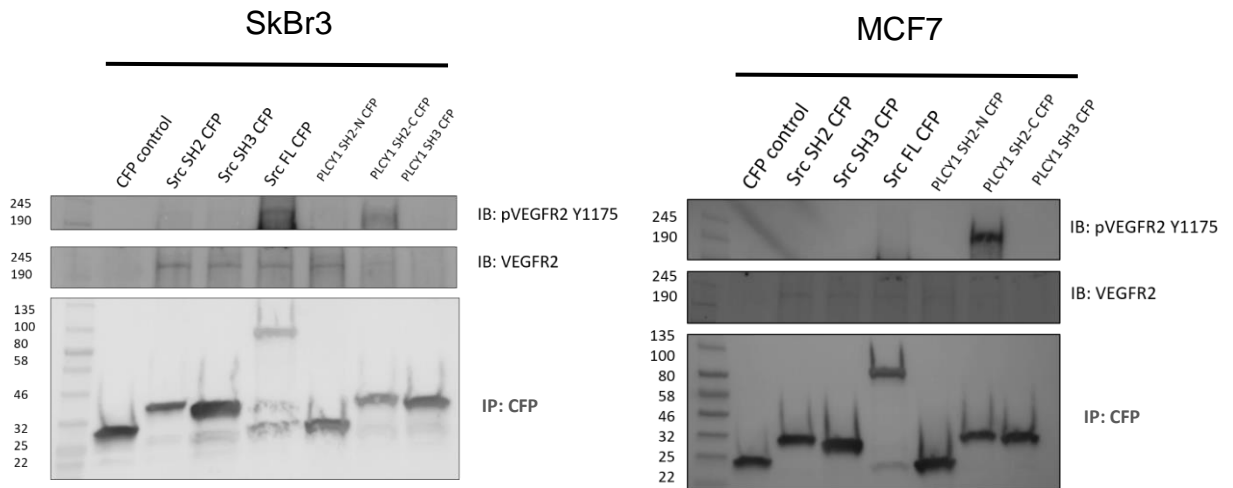 SkBr3
CFP control
Src SH2 CFP
Src SH3 CFP
Src FL CFP
PLCY1 SH2-N CFP
PLCY1 SH2-C CFP
PLCY1 SH3 CFP
245
190
IB: pVEGFR2 Y1175
245
190
IB: VEGFR2
135
100
80
58
46
32
25
22
IP: CFP
MCF7
CFP control
Src SH2 CFP
Src SH3 CFP
Src FL CFP
PLCY1 SH2-N CFP
PLCY1 SH2-C CFP
PLCY1 SH3 CFP
245
190
IB: pVEGFR2 Y1175
245
190
IB: VEGFR2
135
100
80
58
46
32
25
22
IP: CFP